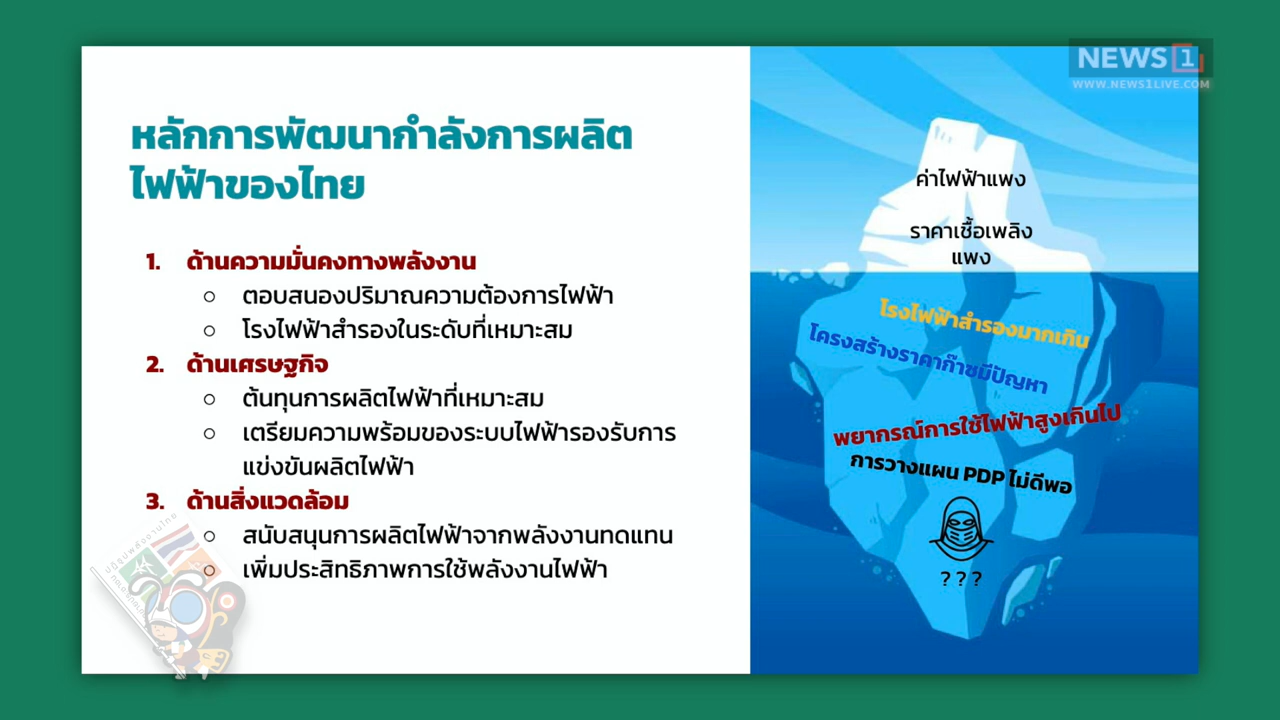 NEWS 1
WWW.NEWS1LIVE.COM
หลักการพัฒนากำลังการผลิต
ไฟฟ้าของไทย
1. ด้านความมั่นคงทางพลังงาน
○ ตอบสนองปริมาณความต้องการไฟฟ้า
○ โรงไฟฟ้าสำรองในระดับที่เหมาะสม
2. ด้านเศรษฐกิจ
○ ต้นทุนการผลิตไฟฟ้าที่เหมาะสม
○ เตรียมความพร้อมของระบบไฟฟ้ารองรับการ
แข่งขันผลิตไฟฟ้า
3. ด้านสิ่งแวดล้อม
○ สนับสนุนการผลิตไฟฟ้าจากพลังงานทดแทน
○ เพิ่มประสิทธิภาพการใช้พลังงานไฟฟ้า
ค่าไฟฟ้าแพง
ราคาเชื้อเพลิง
แพง
โรงไฟฟ้าสำรองมากเกิน
โครงสร้างราคาก๊าซมีปัญหา
พยากรณ์การใช้ไฟฟ้าสูงเกินไป
การวางแผน PDP ไม่ดีพอ
? ? ?